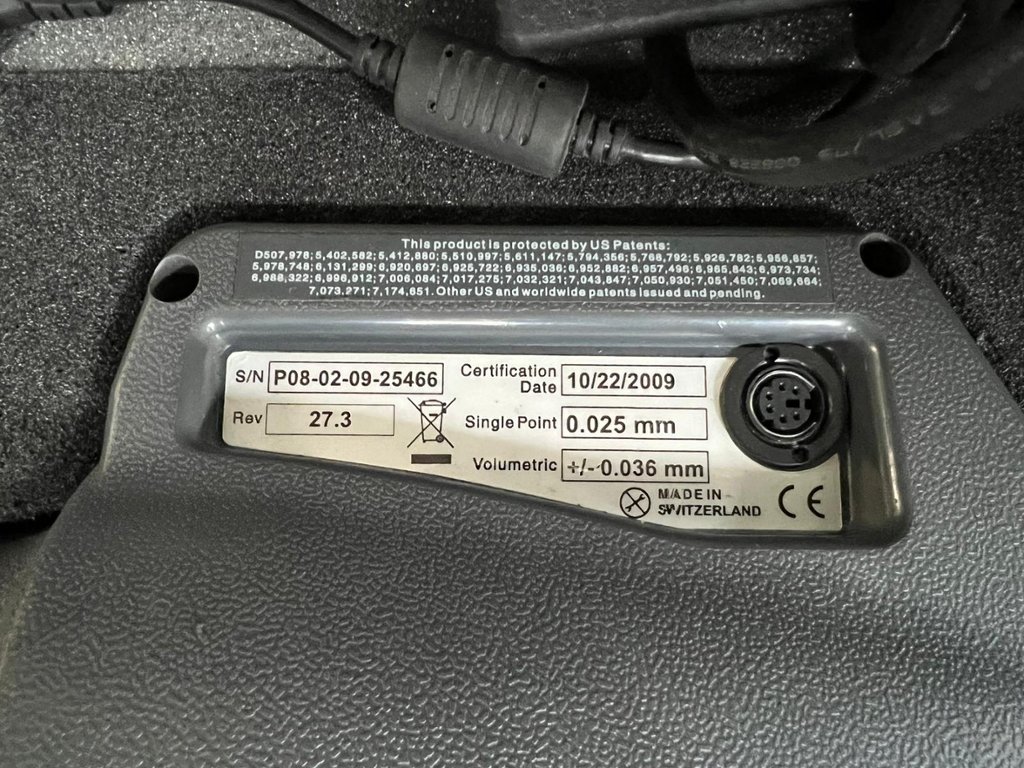 This product is protected by US Patents:
D507,978; 5,402,582; 5,412,880; 5,510,997; 5,611,147; 5,794,356; 5,768,792; 5,926,782; 5,956,857;
5,978,748; 6,131,299; 6,920,697; 6,925,722; 6,935,036; 6,952,882; 6,957,496; 6,965,843; 6,973,734;
6,988,322; 6,996,912; 7,006,084; 7,017,275; 7,032,321; 7,043,847; 7,050,930; 7,051,450; 7,069,664;
7,073,271; 7,174,651. Other US and worldwide patents issued and pending.
S/N P08-02-09-25466
Certification Date 10/22/2009
Rev 27.3
Single Point 0.025 mm
Volumetric +/- 0.036 mm
MADE IN
SWITZERLAND
CE